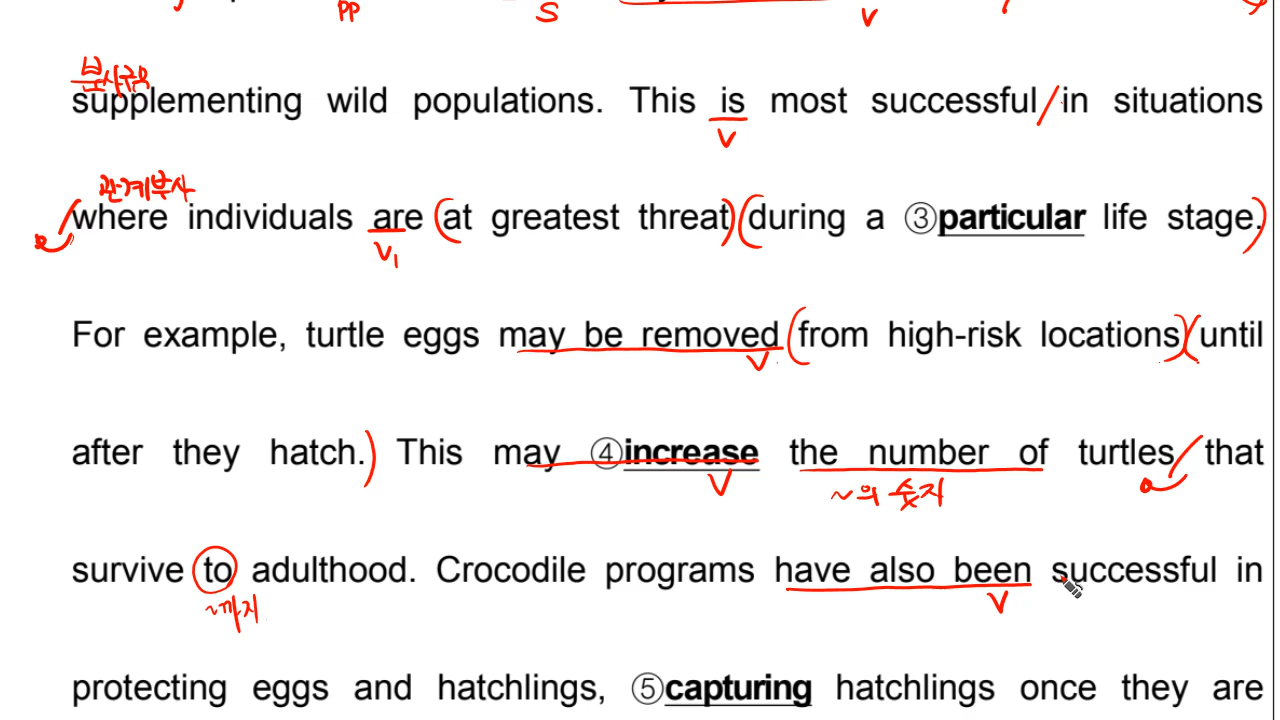 pp S V
분사구문
supplementing wild populations. This is most successful in situations
V
관계부사
where individuals are at greatest threat during a ③particular life stage.
V1
For example, turtle eggs may be removed from high-risk locations until
V
after they hatch. This may ④increase the number of turtles that
V ~의 숫자
survive to adulthood. Crocodile programs have also been successful in
~까지 V
protecting eggs and hatchlings, ⑤capturing hatchlings once they are